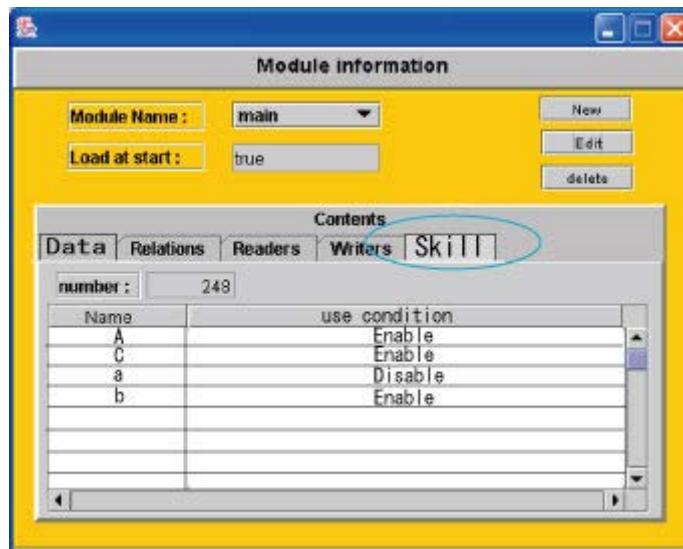 Module information
Module Name : main New
Edit
Load at start : true
delete
Contents
Data Relations Readers Writers Skill
number : 249
Name use condition
A Enable
C Enable
a Disable
b Enable